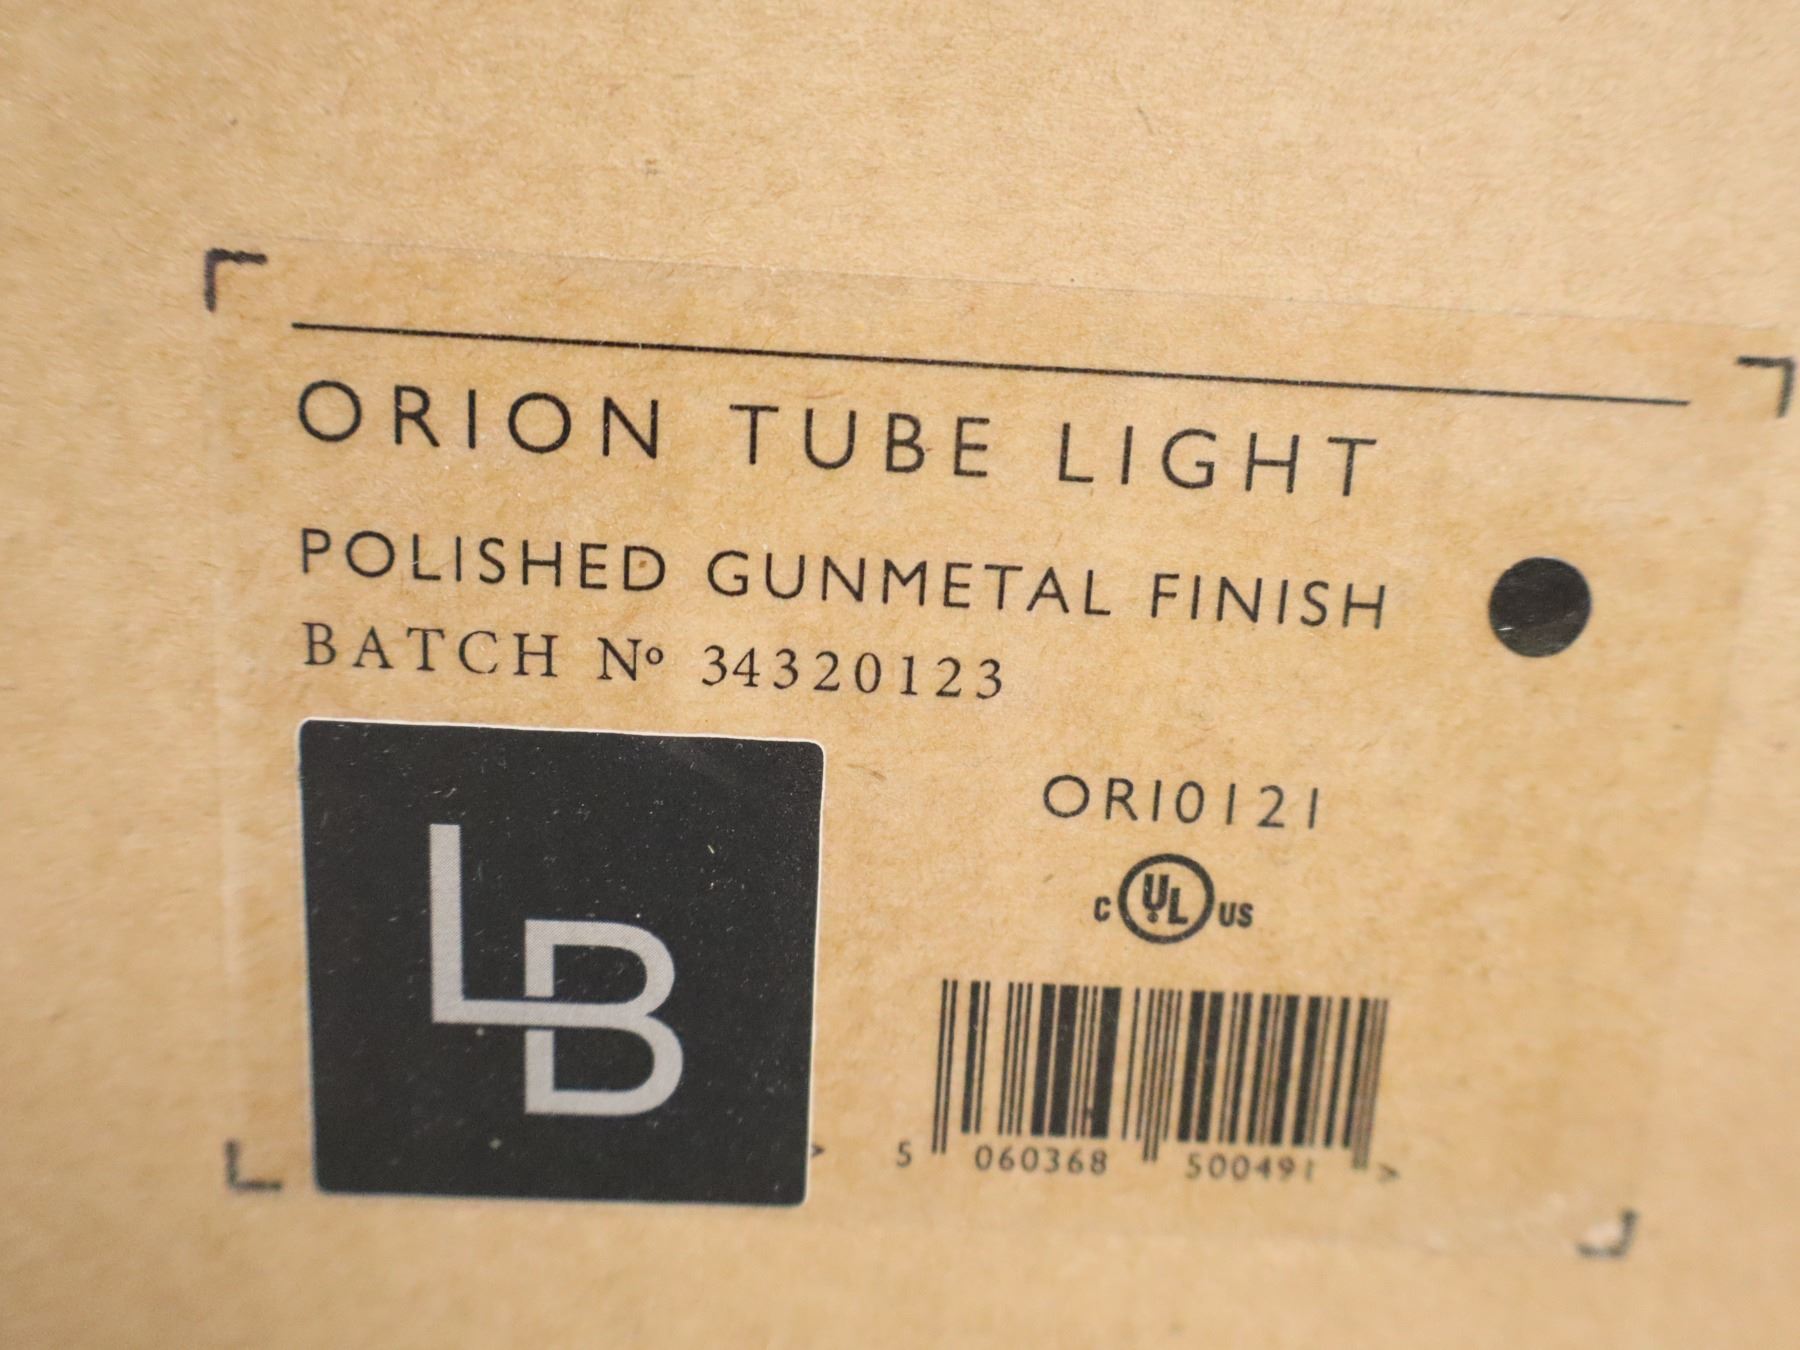 ORION TUBE LIGHT
POLISHED GUNMETAL FINISH
BATCH Nº 34320123
LB
ORI0121
C UL US
5 060368 500491 >